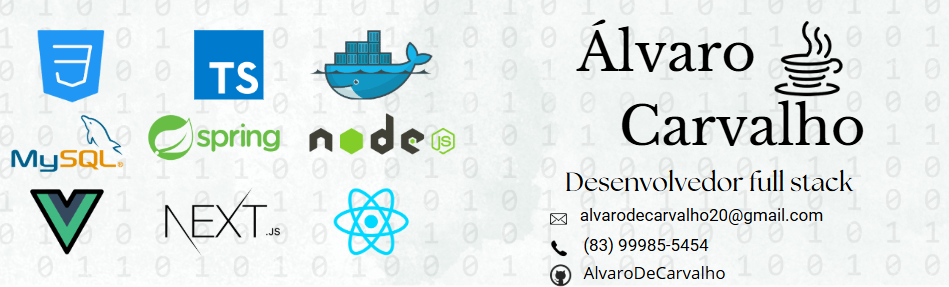 TS
MySQL
spring
node
JS
NEXT.JS
Álvaro
Carvalho
Desenvolvedor full stack
alvarodecarvalho20@gmail.com
(83) 99985-5454
AlvaroDeCarvalho